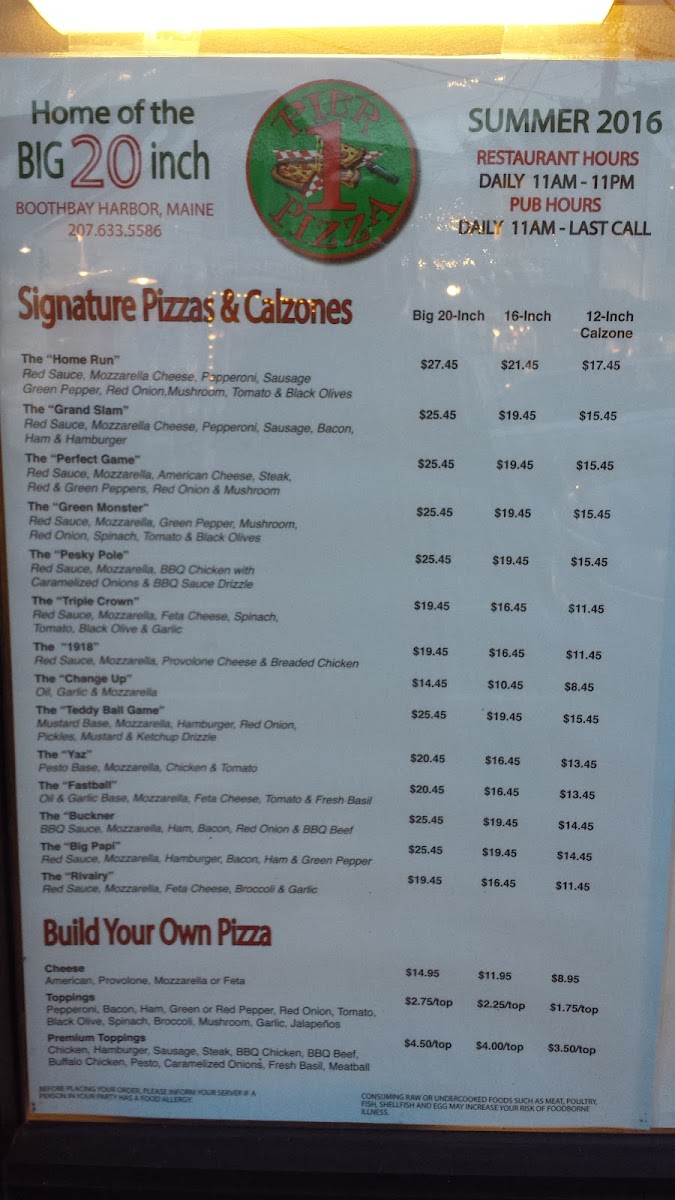 Home of the
BIG 20 inch
BOOTHBAY HARBOR, MAINE
207.633.5586
PIER
1
PIZZA
SUMMER 2016
RESTAURANT HOURS
DAILY 11AM - 11PM
PUB HOURS
DAILY 11AM - LAST CALL
Signature Pizzas & Calzones
Big 20-Inch 16-Inch 12-Inch
Calzone
The "Home Run" $27.45 $21.45 $17.45
Red Sauce, Mozzarella Cheese, Pepperoni, Sausage
Green Pepper, Red Onion,Mushroom, Tomato & Black Olives
The "Grand Slam" $25.45 $19.45 $15.45
Red Sauce, Mozzarella Cheese, Pepperoni, Sausage, Bacon,
Ham & Hamburger
The "Perfect Game" $25.45 $19.45 $15.45
Red Sauce, Mozzarella, American Cheese, Steak,
Red & Green Peppers, Red Onion & Mushroom
The "Green Monster" $25.45 $19.45 $15.45
Red Sauce, Mozzarella, Green Pepper, Mushroom,
Red Onion, Spinach, Tomato & Black Olives
The "Pesky Pole" $25.45 $19.45 $15.45
Red Sauce, Mozzarella, BBQ Chicken with
Caramelized Onions & BBQ Sauce Drizzle
The "Triple Crown" $19.45 $16.45 $11.45
Red Sauce, Mozzarella, Feta Cheese, Spinach,
Tomato, Black Olive & Garlic
The "1918" $19.45 $16.45 $11.45
Red Sauce, Mozzarella, Provolone Cheese & Breaded Chicken
The "Change Up" $14.45 $10.45 $8.45
Oil, Garlic & Mozzarella
The "Teddy Ball Game" $25.45 $19.45 $15.45
Mustard Base, Mozzarella, Hamburger, Red Onion,
Pickles, Mustard & Ketchup Drizzle
The "Yaz" $20.45 $16.45 $13.45
Pesto Base, Mozzarella, Chicken & Tomato
The "Fastball" $20.45 $16.45 $13.45
Oil & Garlic Base, Mozzarella, Feta Cheese, Tomato & Fresh Basil
The "Buckner $25.45 $19.45 $14.45
BBQ Sauce, Mozzarella, Ham, Bacon, Red Onion & BBQ Beef
The "Big Papi" $25.45 $19.45 $14.45
Red Sauce, Mozzarella, Hamburger, Bacon, Ham & Green Pepper
The "Rivalry" $19.45 $16.45 $11.45
Red Sauce, Mozzarella, Feta Cheese, Broccoli & Garlic
Build Your Own Pizza
Cheese $14.95 $11.95 $8.95
American, Provolone, Mozzarella or Feta
Toppings $2.75/top $2.25/top $1.75/top
Pepperoni, Bacon, Ham, Green or Red Pepper, Red Onion, Tomato,
Black Olive, Spinach, Broccoli, Mushroom, Garlic, Jalapeños
Premium Toppings $4.50/top $4.00/top $3.50/top
Chicken, Hamburger, Sausage, Steak, BBQ Chicken, BBQ Beef,
Buffalo Chicken, Pesto, Caramelized Onions, Fresh Basil, Meatball
BEFORE PLACING YOUR ORDER, PLEASE INFORM YOUR SERVER IF A
PERSON IN YOUR PARTY HAS A FOOD ALLERGY.
CONSUMING RAW OR UNDERCOOKED FOODS SUCH AS MEAT, POULTRY,
FISH, SHELLFISH AND EGG MAY INCREASE YOUR RISK OF FOODBORNE
ILLNESS.